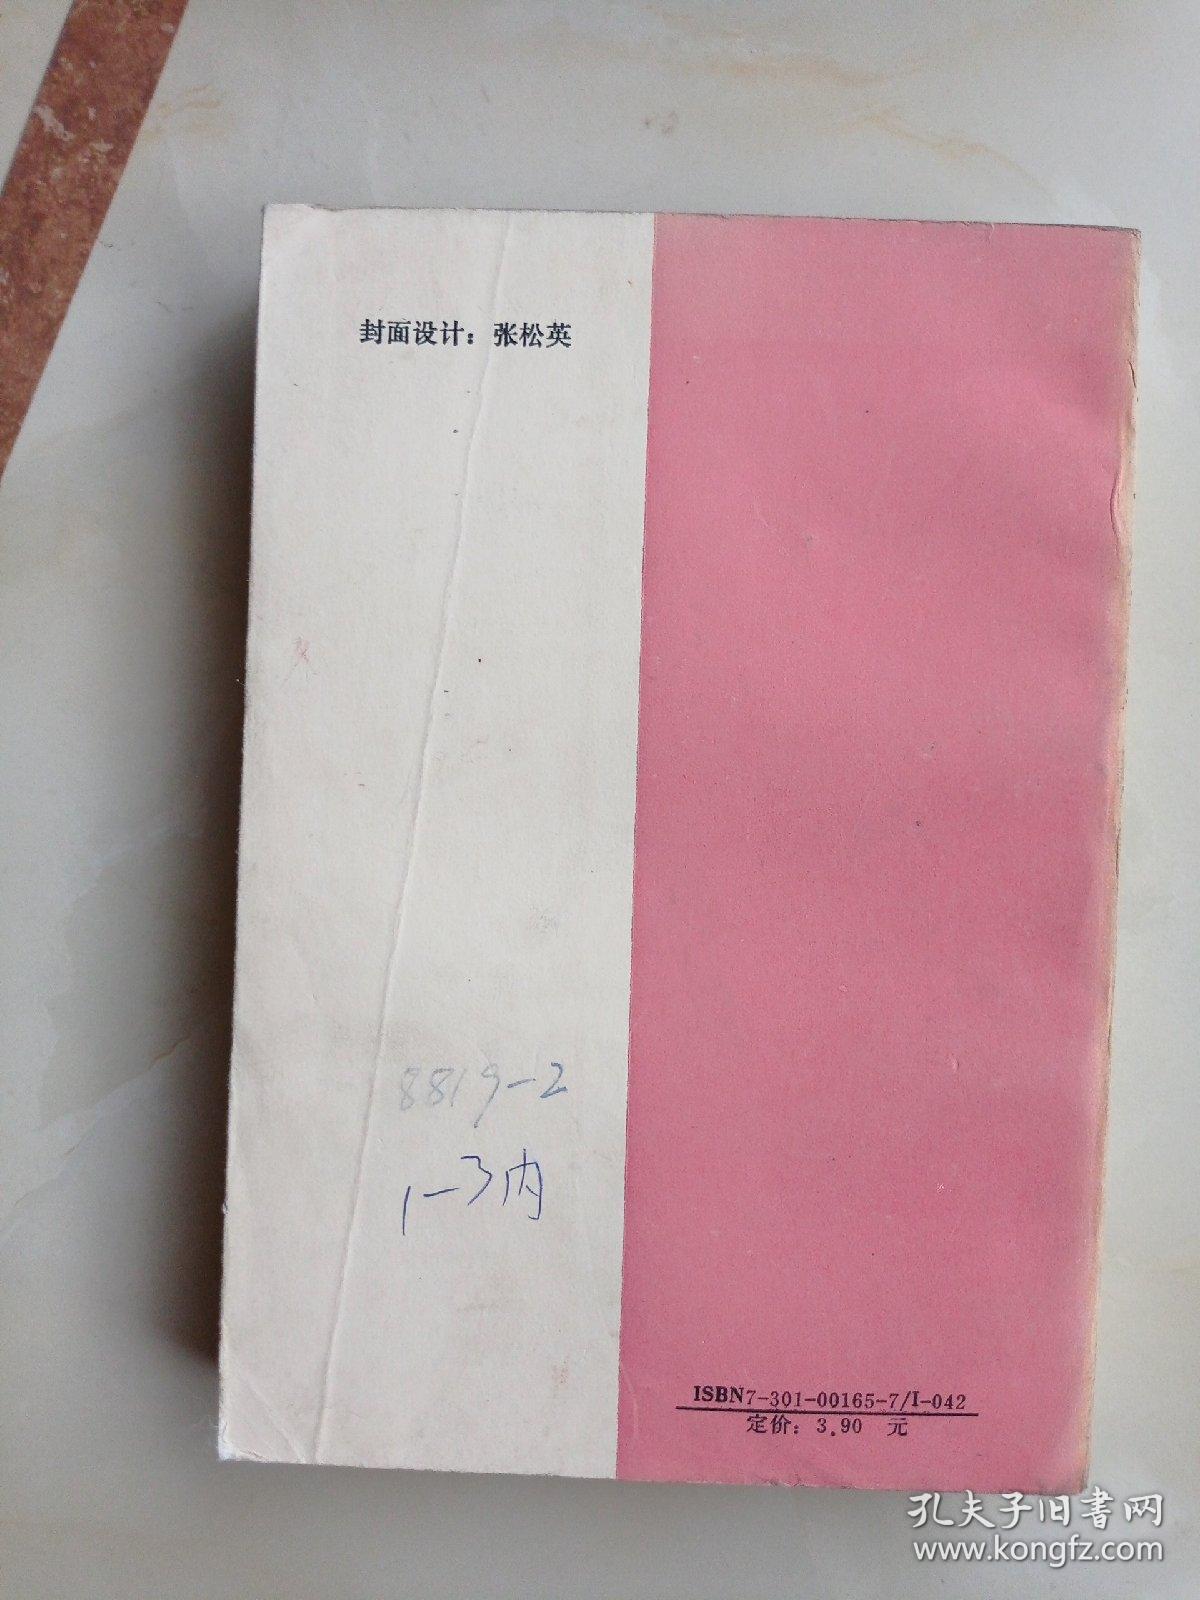 封面设计：张松英
8819-2
1-3内
ISBN7-301-00165-7/I-042
定价：3.90 元
孔夫子旧书网
www.kongfz.com